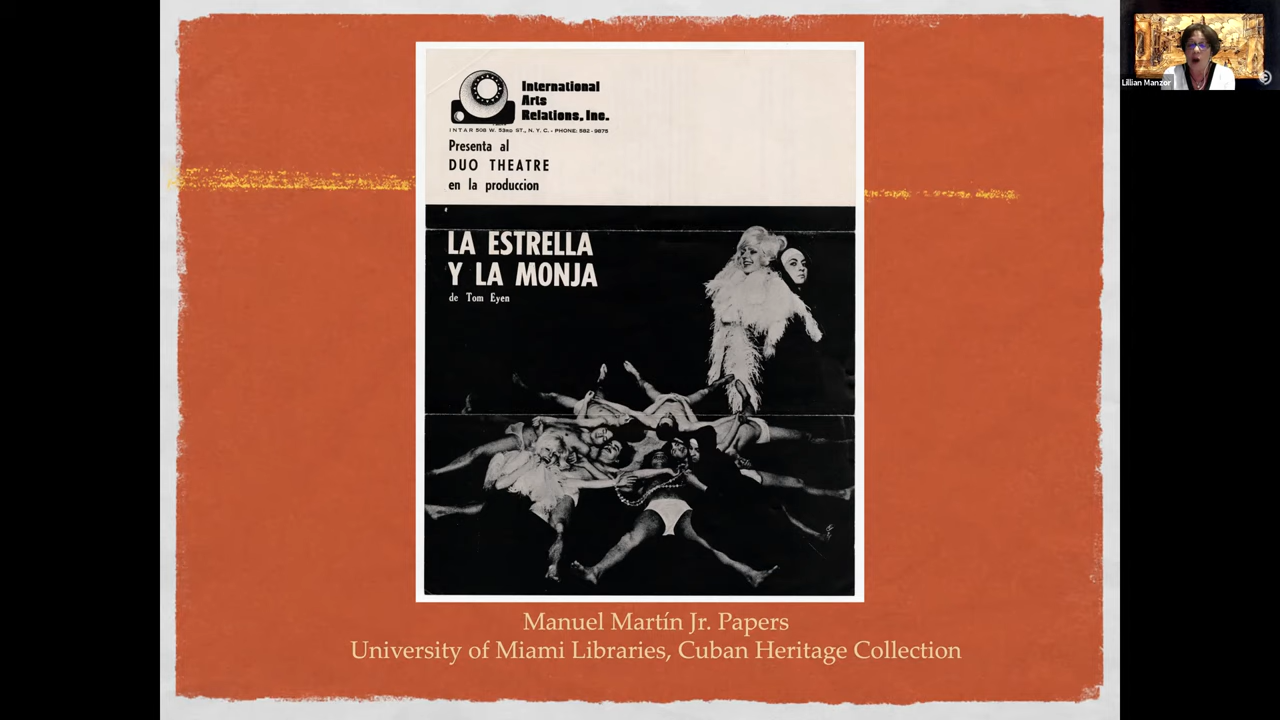 International
Arts
Relations, Inc.
INTAR 508 W. 53RD ST., N. Y. C. - PHONE: 582-9875
Presenta al
DUO THEATRE
en la produccion
LA ESTRELLA
Y LA MONJA
de Tom Eyen
Manuel Martín Jr. Papers
University of Miami Libraries, Cuban Heritage Collection
Lillian Manzor